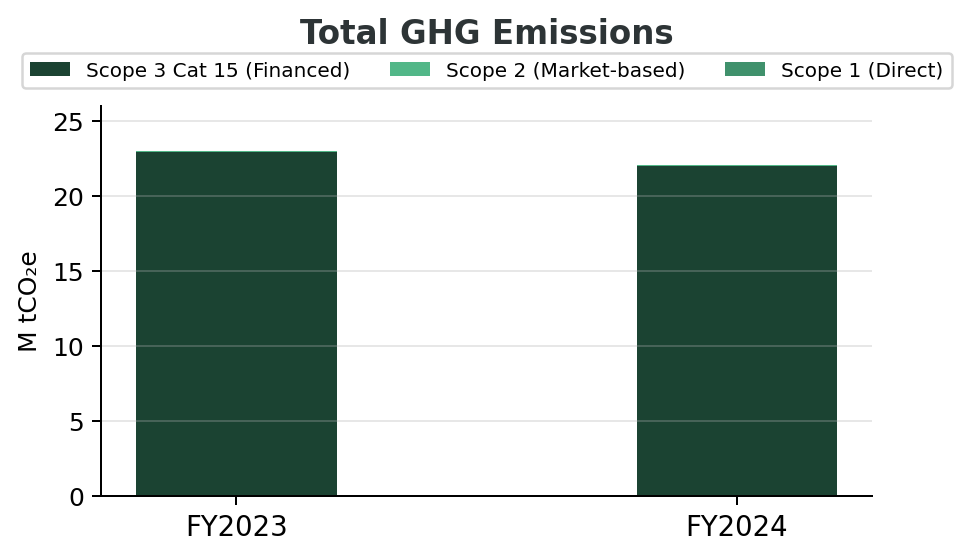 Total GHG Emissions
Scope 3 Cat 15 (Financed) Scope 2 (Market-based) Scope 1 (Direct)
M tCO₂e
25
20
15
10
5
0
FY2023 FY2024